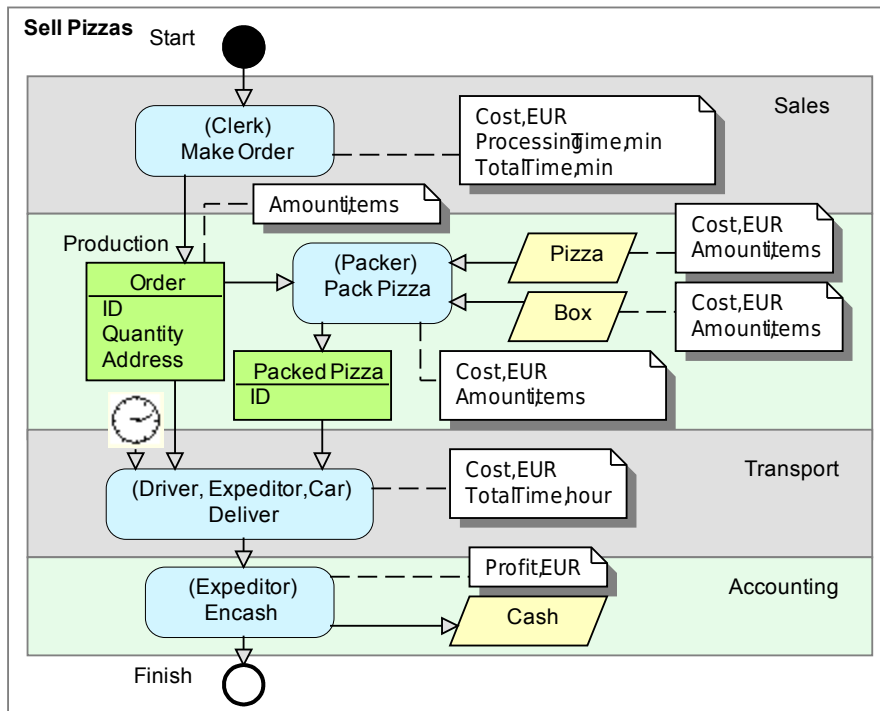 Sell Pizzas
Start
Sales
(Clerk)
Make Order
Cost,EUR
ProcessingTime,min
TotalTime,min
Amount,items
Production
Order
ID
Quantity
Address
(Packer)
Pack Pizza
Pizza
Cost,EUR
Amount,items
Box
Cost,EUR
Amount,items
Packed Pizza
ID
Cost,EUR
Amount,items
Transport
(Driver, Expeditor,Car)
Deliver
Cost,EUR
TotalTime,hour
Accounting
(Expeditor)
Encash
Profit,EUR
Cash
Finish